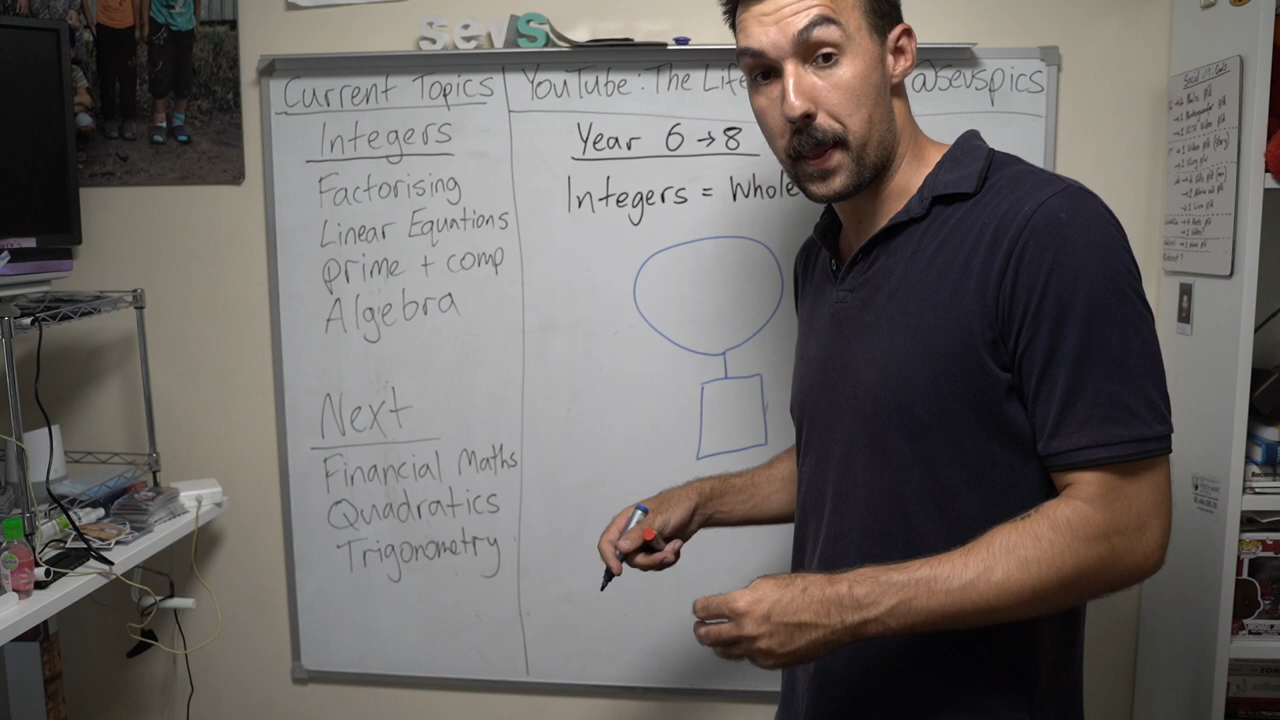 sevs
Current Topics
Integers
Factorising
Linear Equations
prime + comp
Algebra
Next
Financial Maths
Quadratics
Trigonometry
YouTube: The Life @sevspics
Year 6 → 8
Integers = Whole